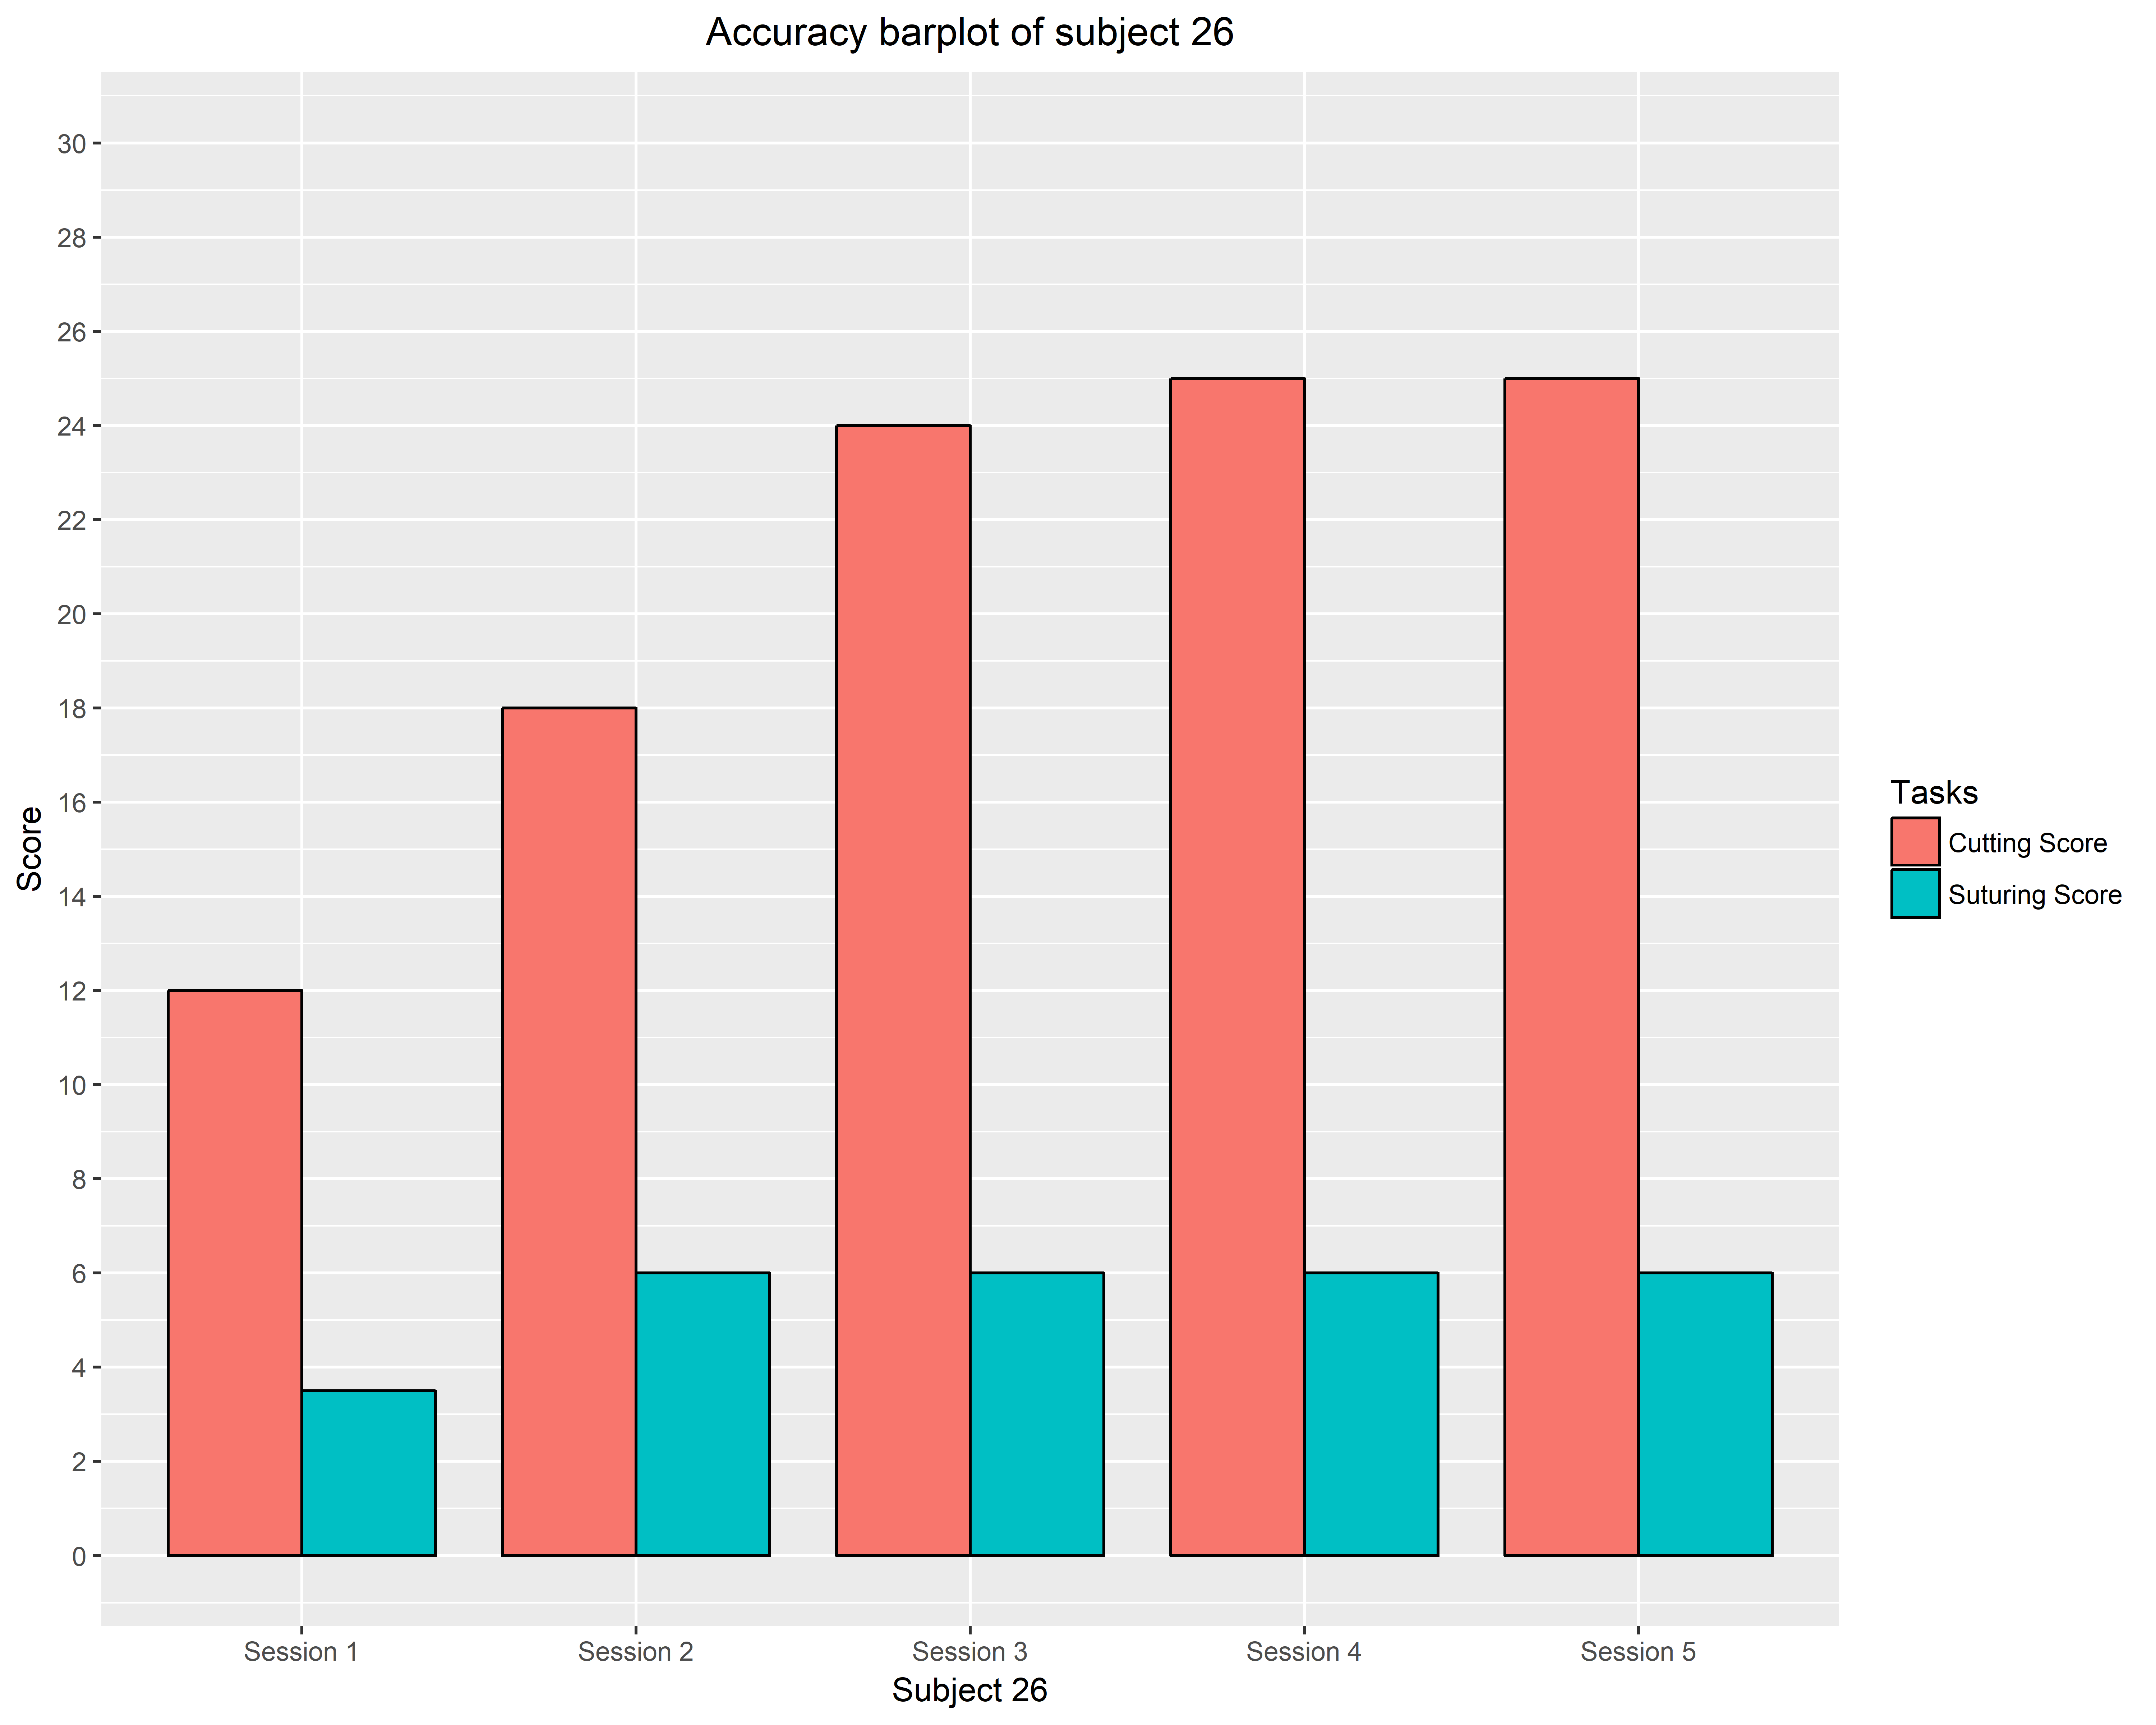 Accuracy barplot of subject 26
Score
30
28
26
24
22
20
18
16
14
12
10
8
6
4
2
0
Session 1
Session 2
Session 3
Session 4
Session 5
Subject 26
Tasks
Cutting Score
Suturing Score